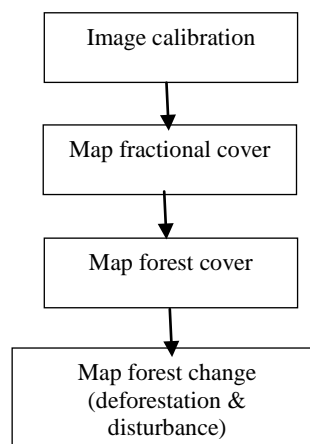 Image calibration
Map fractional cover
Map forest cover
Map forest change
(deforestation &
disturbance)